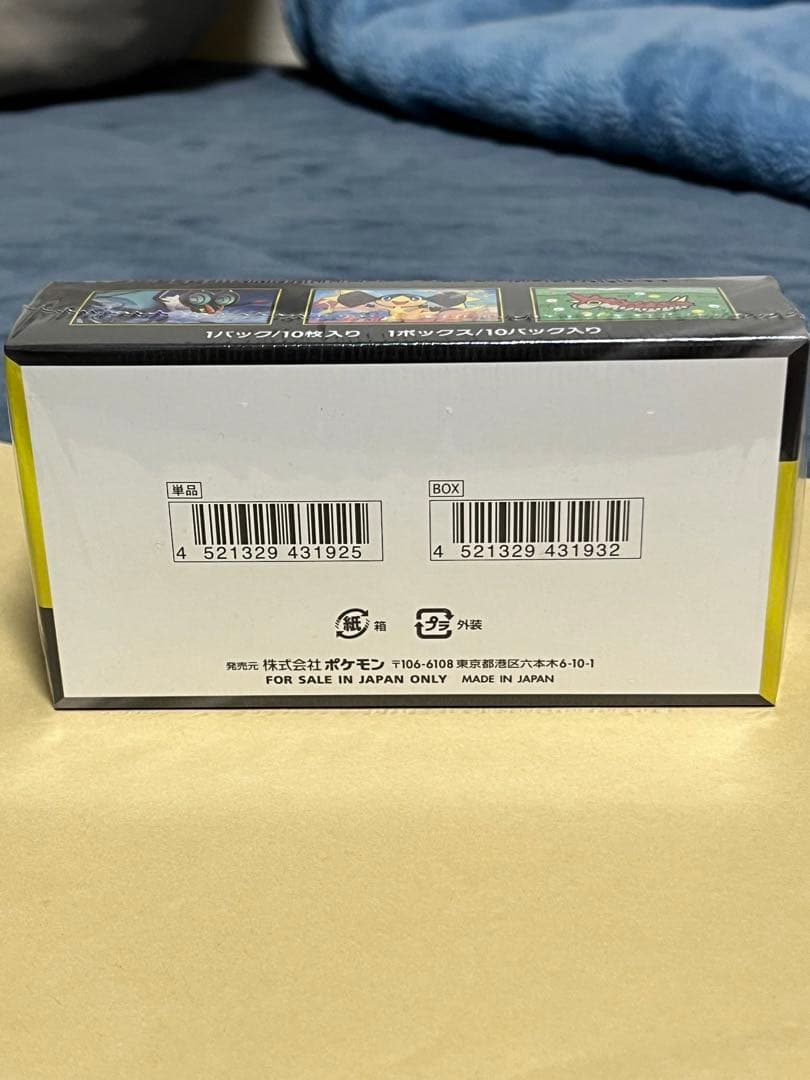 1パック/10枚入り 1ボックス/10パック入り
単品 BOX
4 521329 431925 4 521329 431932
紙 箱 プラ 外装
発売元 株式会社ポケモン 〒106-6108 東京都港区六本木6-10-1
FOR SALE IN JAPAN ONLY MADE IN JAPAN